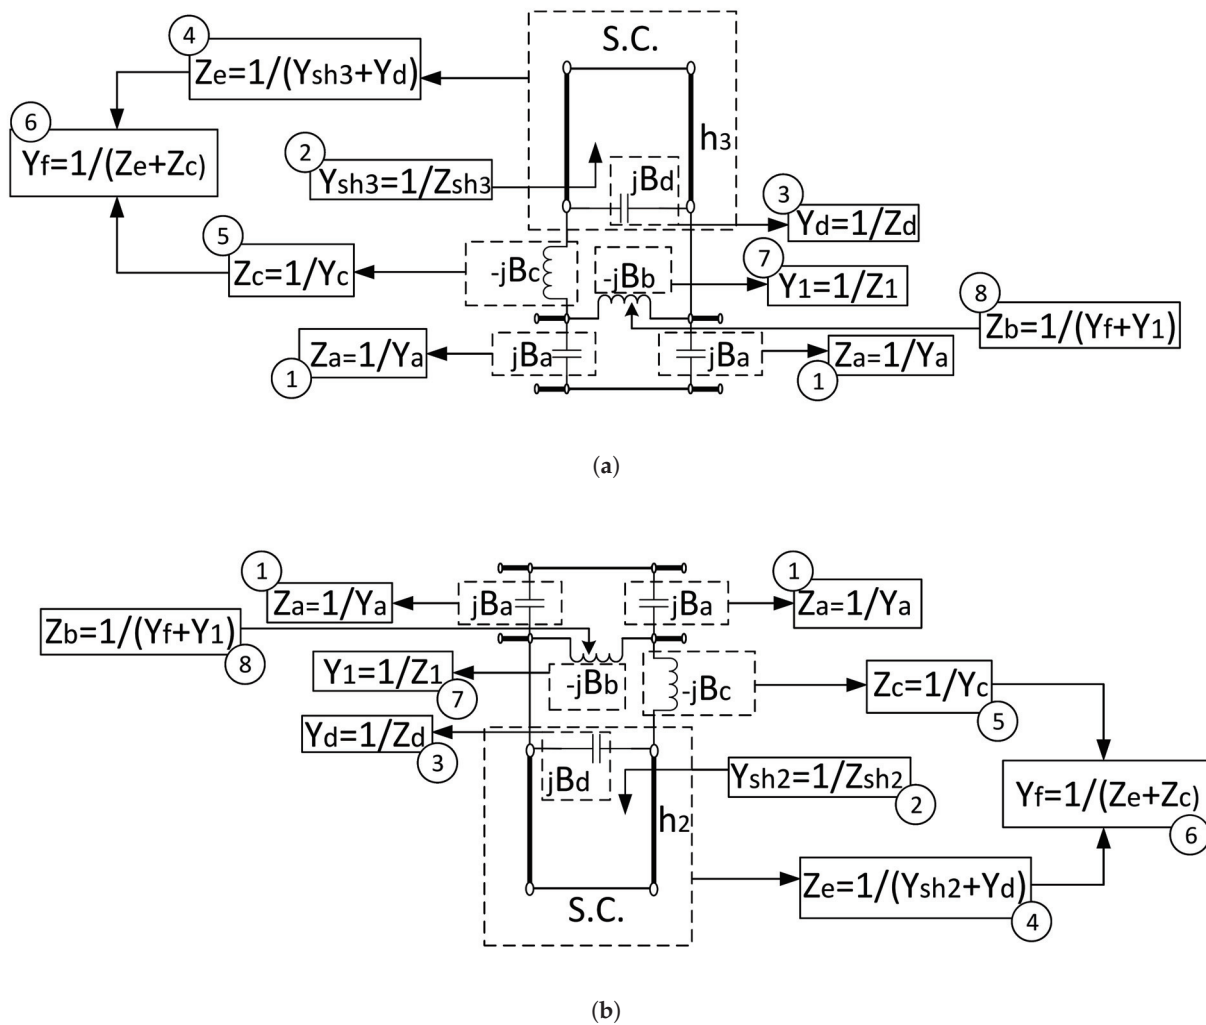 4
S.C.
Ze=1/(Ysh3+Yd)
6
Yf=1/(Ze+Zc)
2
h3
Ysh3=1/Zsh3
jBd
3
Yd=1/Zd
5
Zc=1/Yc
-jBc
-jBb
7
Y1=1/Z1
8
Zb=1/(Yf+Y1)
Za=1/Ya
1
jBa
jBa
Za=1/Ya
1
(a)
1
Za=1/Ya
jBa
jBa
1
Za=1/Ya
Zb=1/(Yf+Y1)
8
Y1=1/Z1
7
-jBb
-jBc
Zc=1/Yc
5
Yd=1/Zd
3
jBd
Ysh2=1/Zsh2
2
Yf=1/(Ze+Zc)
6
h2
S.C.
Ze=1/(Ysh2+Yd)
4
(b)